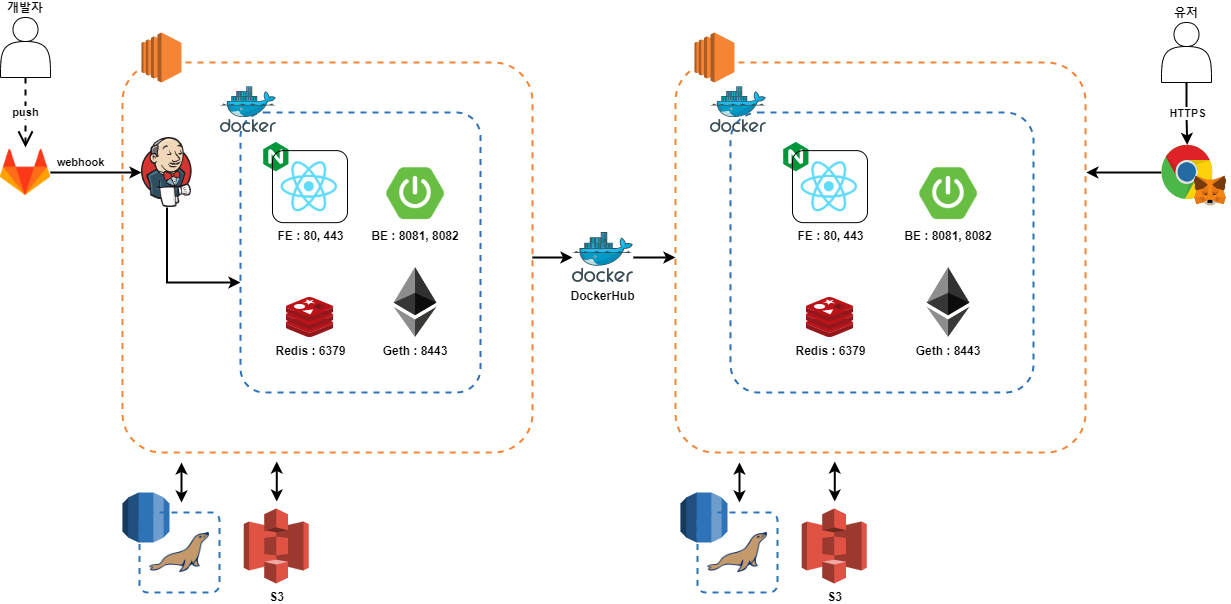 개발자
유저
push
HTTPS
docker
docker
webhook
FE : 80, 443
BE : 8081, 8082
FE : 80, 443
BE : 8081, 8082
docker
DockerHub
Redis : 6379
Geth : 8443
Redis : 6379
Geth : 8443
S3
S3